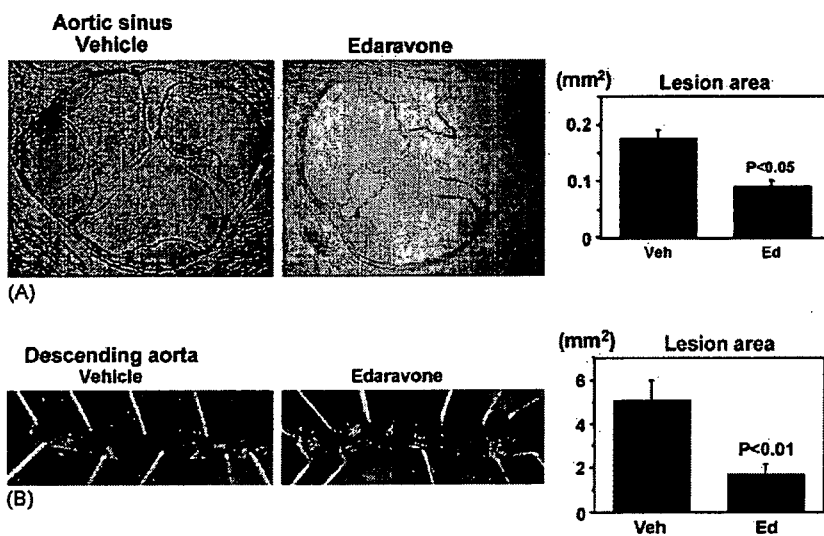 Aortic sinus
Vehicle
Edaravone
(mm²)
Lesion area
0.2
0.1
0
P<0.05
Veh
Ed
(A)
Descending aorta
Vehicle
Edaravone
(mm²)
Lesion area
6
4
2
0
P<0.01
Veh
Ed
(B)